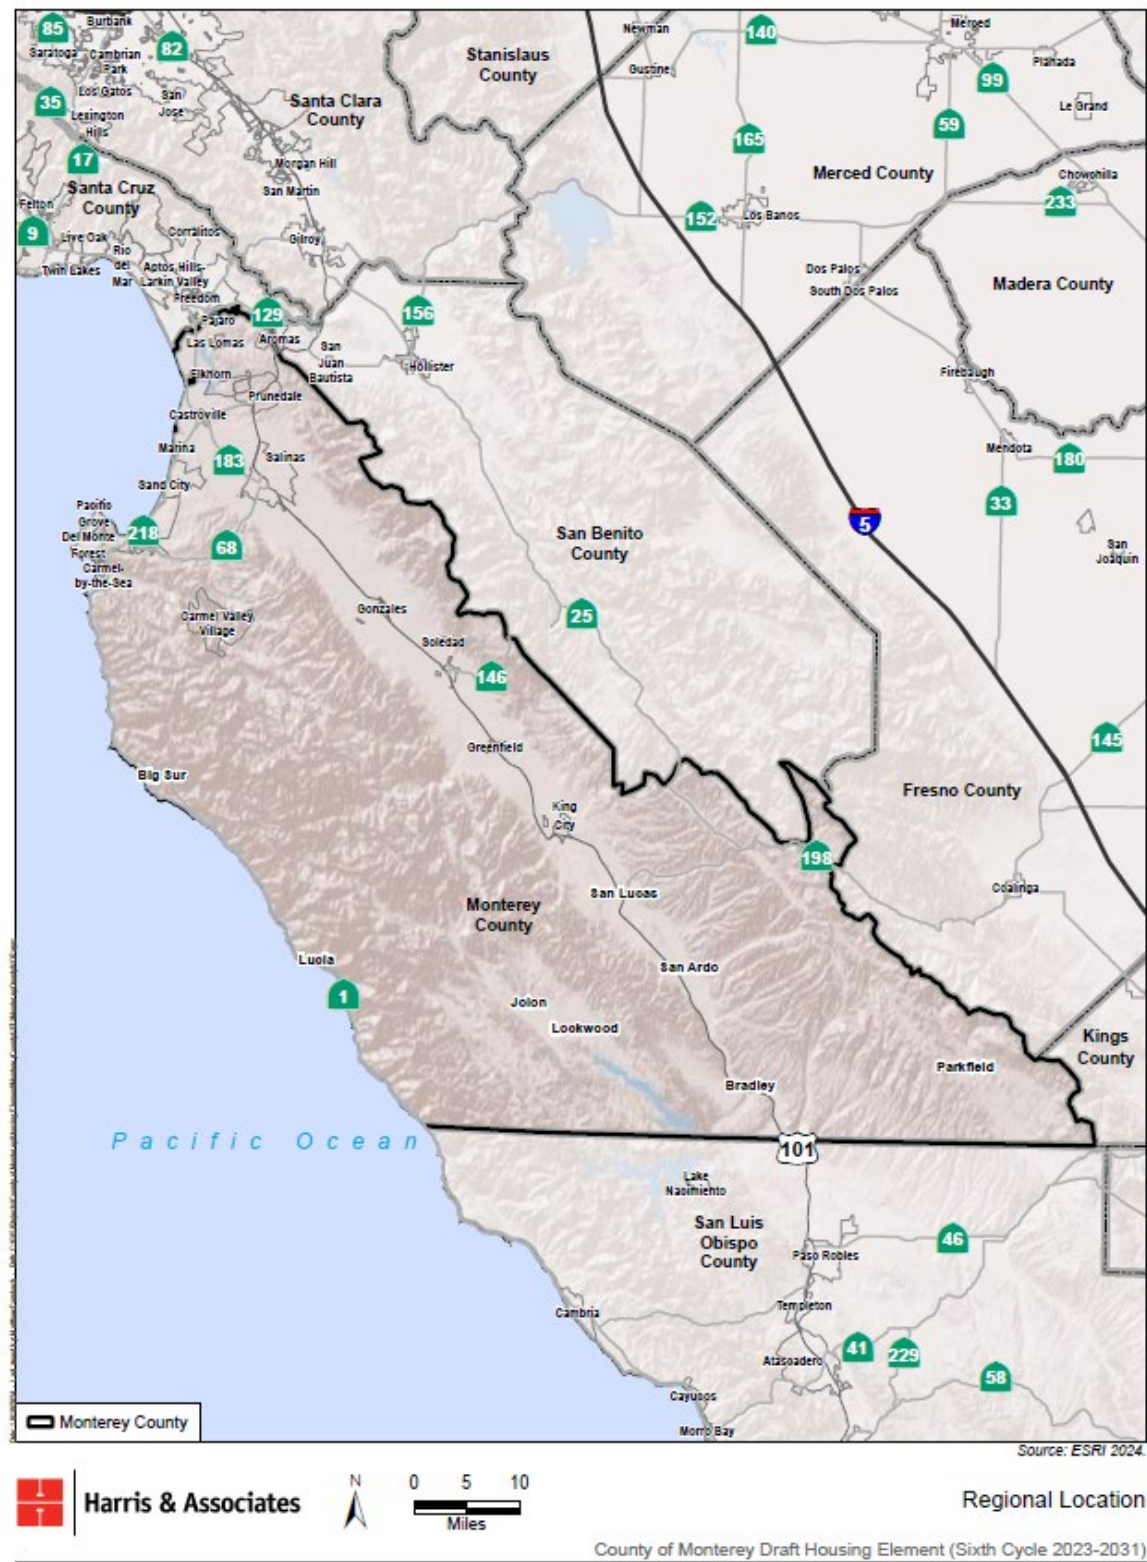 85
Burbank
82
Saratoga
Cambrian
Park
Los Gatos
San
Jose
35
Lexington
Hills
17
Santa Clara
County
Stanislaus
County
Newman
Gustine
140
Merced
Planada
99
Le Grand
59
165
Merced County
Chowchilla
233
Morgan Hill
San Martin
Santa Cruz
County
Felton
9
Live Oak
Corralitos
Gilroy
Rio
del
Mar
Twin Lakes
Aptos Hills-
Larkin Valley
Freedom
152
Los Banos
Dos Palos
South Dos Palos
Madera County
Pajaro
129
156
Las Lomas
Aromas
San
Juan
Bautista
Hollister
Elkhorn
Prunedale
Firebaugh
Castroville
Marina
183
Salinas
Mendota
180
Sand City
33
Pacific
Grove
Del Monte
Forest
218
68
Carmel-
by-the-Sea
5
San Benito
County
San
Joaquin
Carmel Valley
Village
Gonzales
25
Soledad
146
Greenfield
145
Big Sur
King
City
Fresno County
198
Coalinga
San Lucas
Monterey
County
Lucia
1
San Ardo
Jolon
Lookwood
Kings
County
Parkfield
Bradley
Pacific Ocean
101
Lake
Nacimiento
San Luis
Obispo
County
46
Paso Robles
Cambria
Templeton
Atascadero
41
229
58
Cayucos
Morro Bay
Monterey County
Source: ESRI 2024.
Harris & Associates
N
0 5 10
Miles
Regional Location
County of Monterey Draft Housing Element (Sixth Cycle 2023-2031)